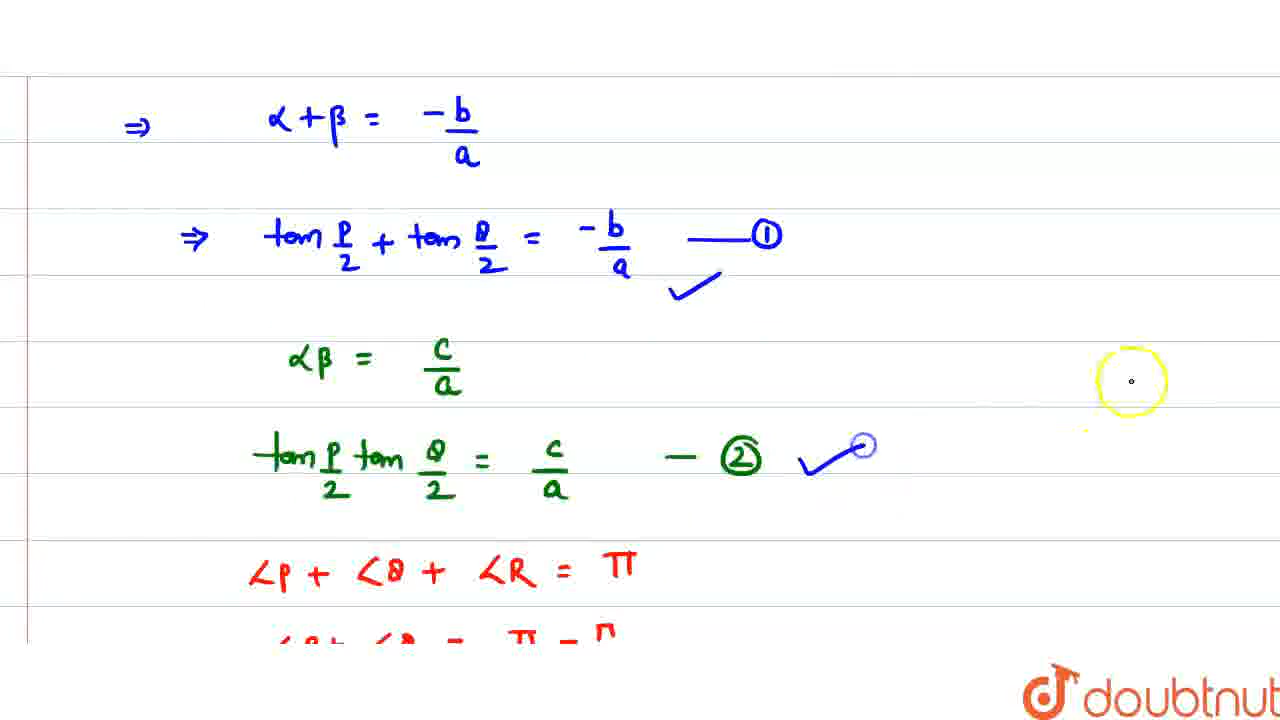 ⇒ α + β = -b/a
⇒ tan P/2 + tan Q/2 = -b/a —— ①
αβ = c/a
tan P/2 tan Q/2 = c/a — ②
∠P + ∠Q + ∠R = π
∠P + ∠Q = π - π
doubtnut